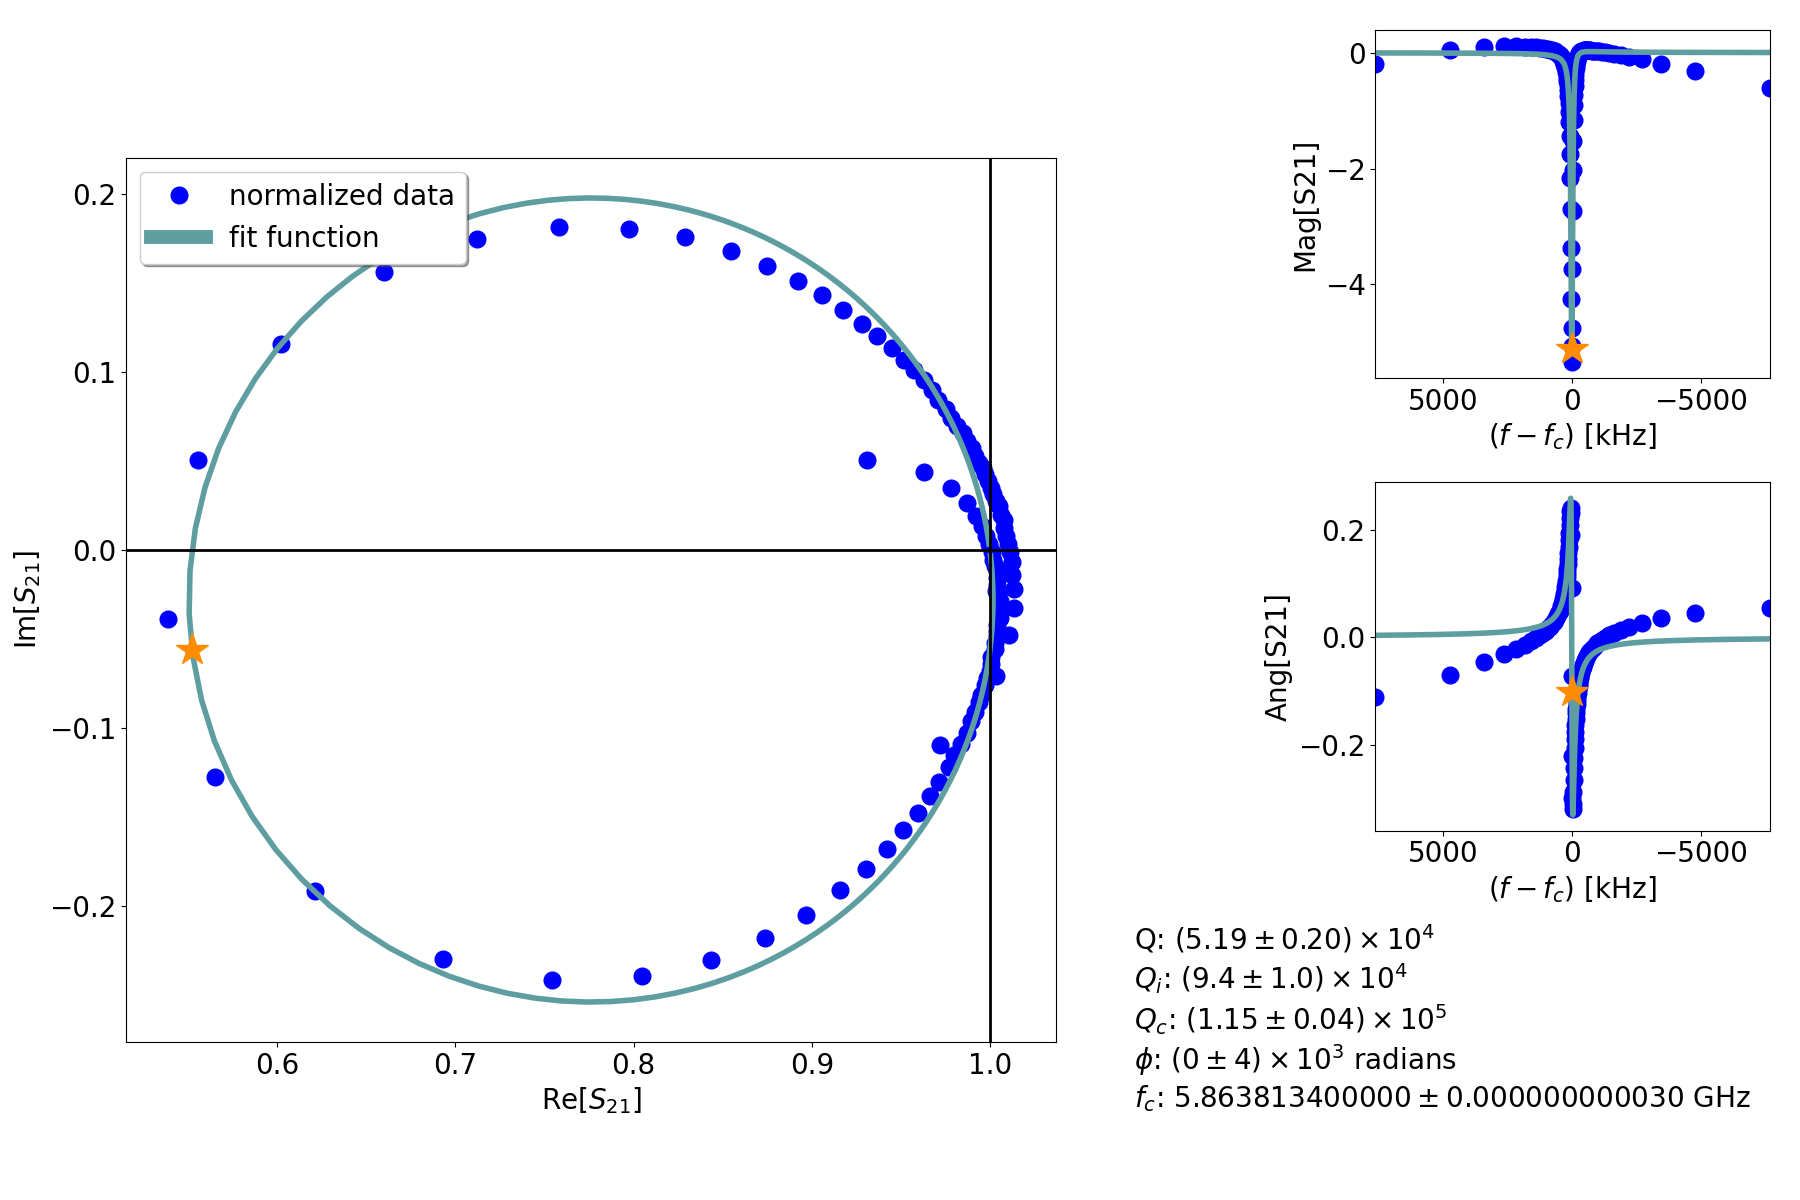 normalized data
fit function
0.2
0.1
0.0
−0.1
−0.2
Im[S21]
0.6 0.7 0.8 0.9 1.0
Re[S21]
0
−2
−4
Mag[S21]
5000 0 −5000
(f − fc) [kHz]
0.2
0.0
−0.2
Ang[S21]
5000 0 −5000
(f − fc) [kHz]
Q: (5.19 ± 0.20) × 10^4
Qi: (9.4 ± 1.0) × 10^4
Qc: (1.15 ± 0.04) × 10^5
ϕ: (0 ± 4) × 10^3 radians
fc: 5.863813400000 ± 0.000000000030 GHz